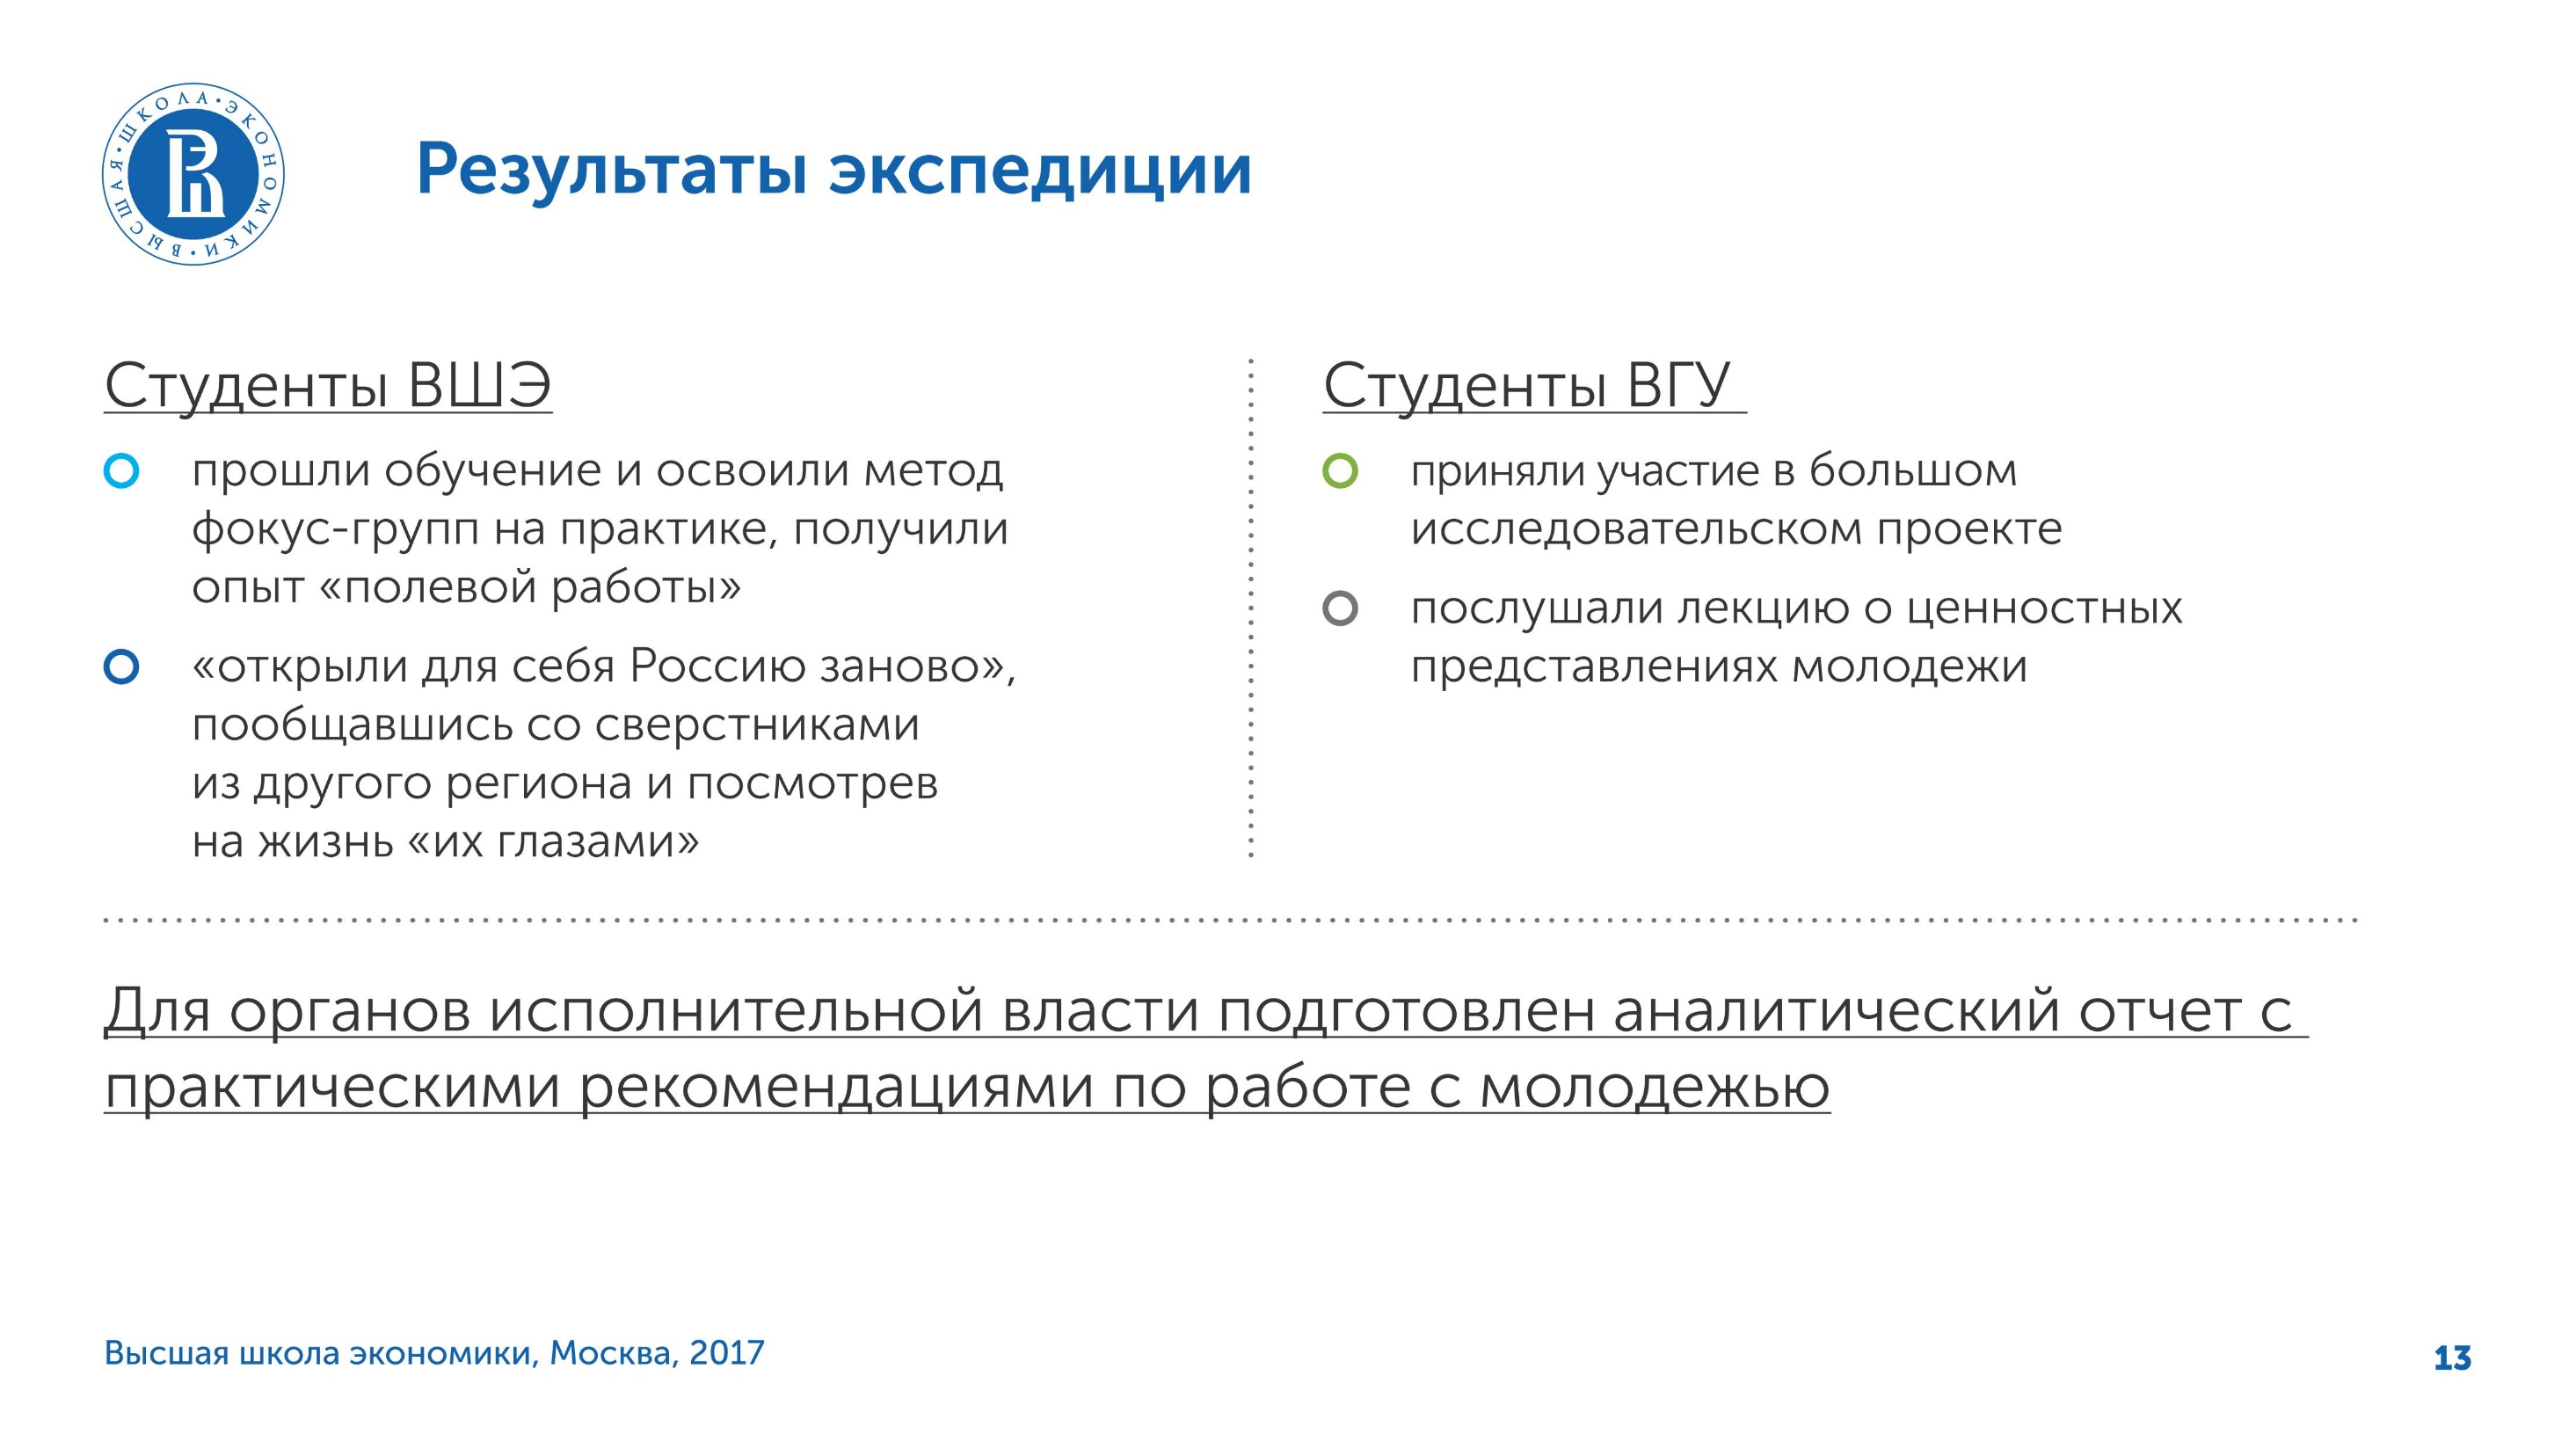 ВЫСШАЯ • ШКОЛА • ЭКОНОМИКИ •
Результаты экспедиции
Студенты ВШЭ
прошли обучение и освоили метод
фокус-групп на практике, получили
опыт «полевой работы»
«открыли для себя Россию заново»,
пообщавшись со сверстниками
из другого региона и посмотрев
на жизнь «их глазами»
Студенты ВГУ
приняли участие в большом
исследовательском проекте
послушали лекцию о ценностных
представлениях молодежи
Для органов исполнительной власти подготовлен аналитический отчет с
практическими рекомендациями по работе с молодежью
Высшая школа экономики, Москва, 2017
13